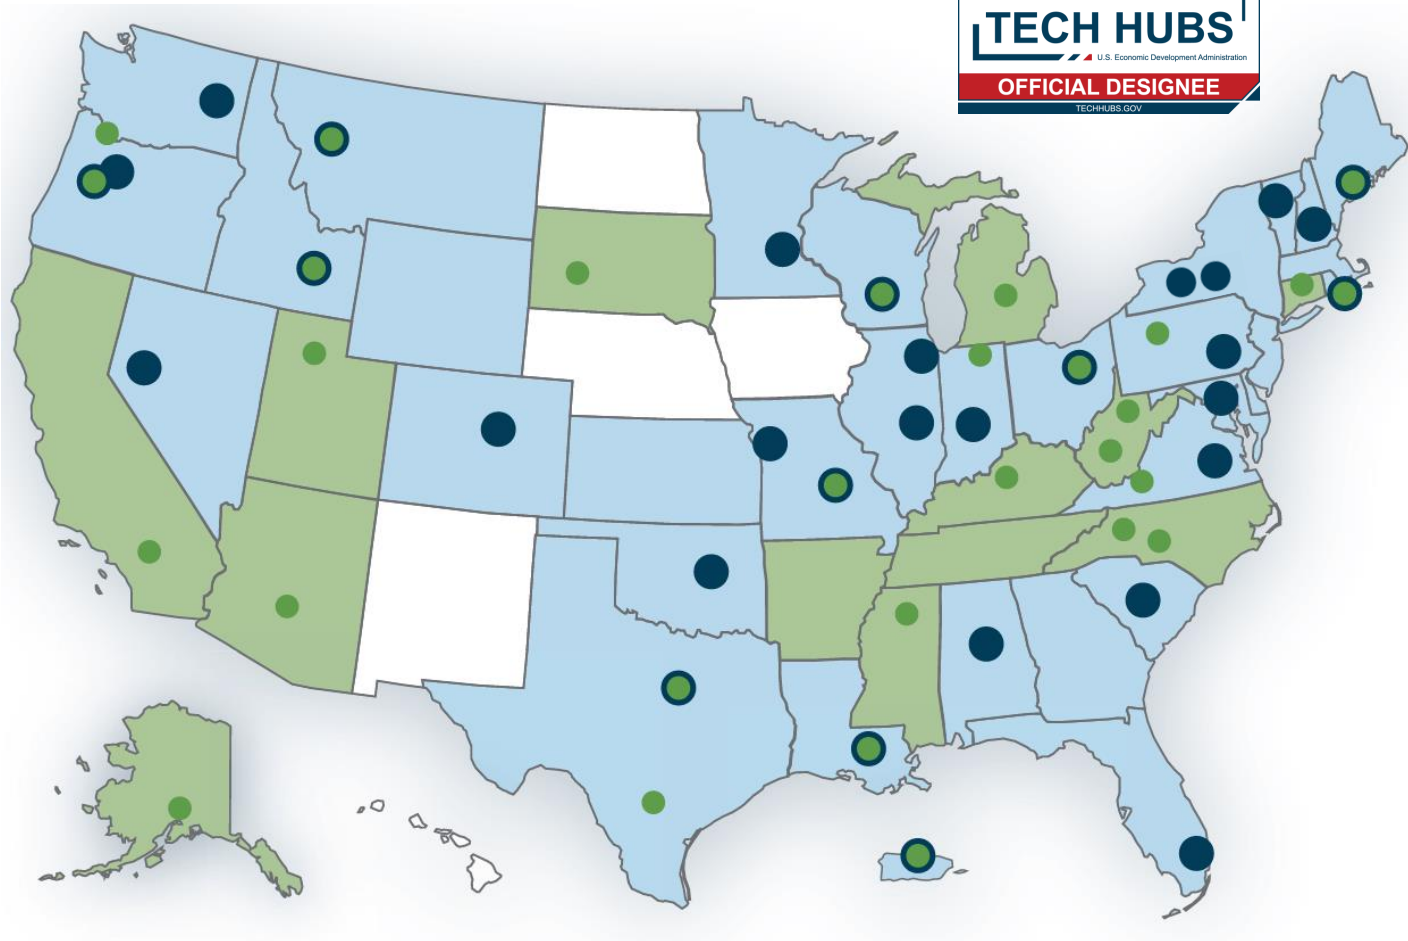 TECH HUBS
U.S. Economic Development Administration
OFFICIAL DESIGNEE
TECHHUBS.GOV